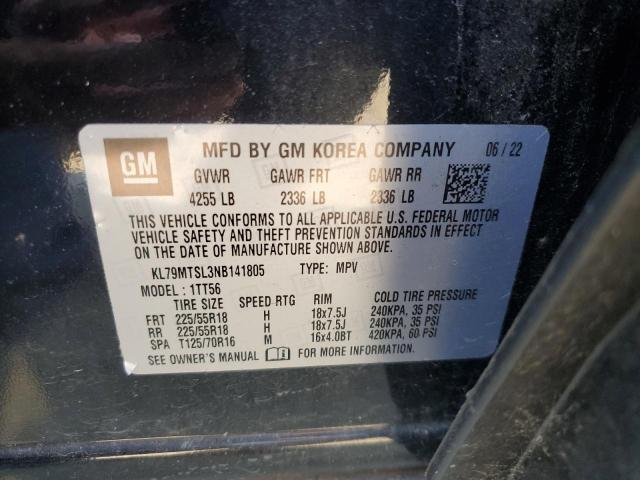 GM MFD BY GM KOREA COMPANY 06/22
GVWR GAWR FRT GAWR RR
4255 LB 2336 LB 2336 LB
THIS VEHICLE CONFORMS TO ALL APPLICABLE U.S. FEDERAL MOTOR
VEHICLE SAFETY AND THEFT PREVENTION STANDARDS IN EFFECT
ON THE DATE OF MANUFACTURE SHOWN ABOVE.
KL79MTSL3NB141805 TYPE: MPV
MODEL: 1TT56
TIRE SIZE SPEED RTG RIM COLD TIRE PRESSURE
FRT 225/55R18 H 18x7.5J 240KPA, 35 PSI
RR 225/55R18 H 18x7.5J 240KPA, 35 PSI
SPA T125/70R16 M 16x4.0BT 420KPA, 60 PSI
SEE OWNER'S MANUAL FOR MORE INFORMATION.